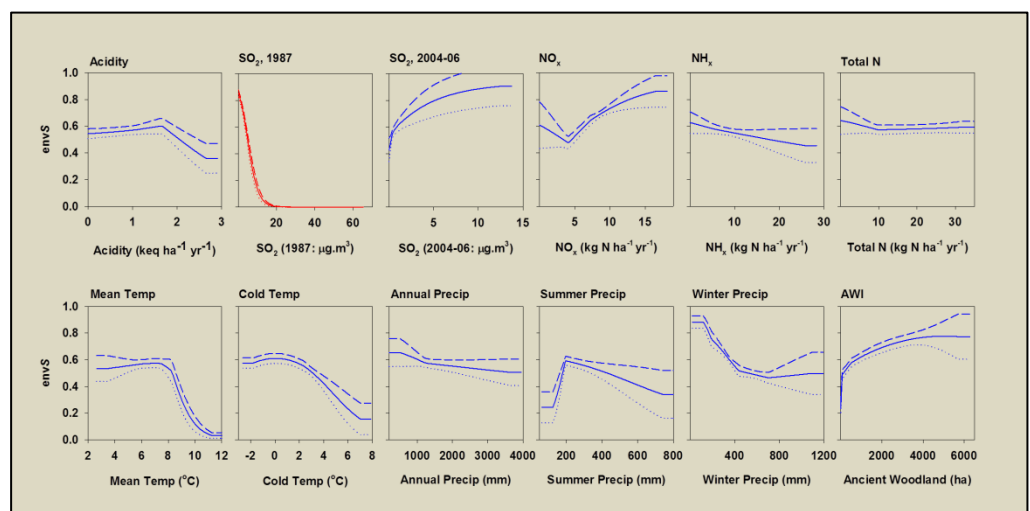 Acidity SO₂, 1987 SO₂, 2004-06 NOₓ NHₓ Total N
envS
1.0
0.8
0.6
0.4
0.2
0.0
0 1 2 3 20 40 60 5 10 15 5 10 15 10 20 30 10 20 30
Acidity (keq ha⁻¹ yr⁻¹) SO₂ (1987: µg.m³) SO₂ (2004-06: µg.m³) NOₓ (kg N ha⁻¹ yr⁻¹) NHₓ (kg N ha⁻¹ yr⁻¹) Total N (kg N ha⁻¹ yr⁻¹)
Mean Temp Cold Temp Annual Precip Summer Precip Winter Precip AWI
envS
1.0
0.8
0.6
0.4
0.2
0.0
2 4 6 8 10 12 -2 0 2 4 6 8 1000 2000 3000 4000 0 200 400 600 800 400 800 1200 0 2000 4000 6000
Mean Temp (°C) Cold Temp (°C) Annual Precip (mm) Summer Precip (mm) Winter Precip (mm) Ancient Woodland (ha)